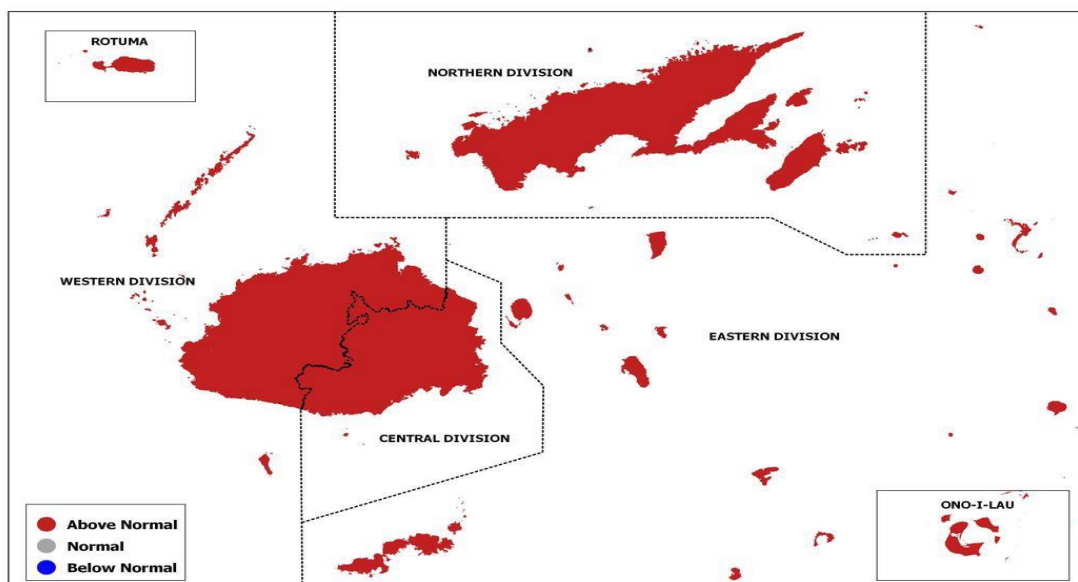 ROTUMA
NORTHERN DIVISION
WESTERN DIVISION
EASTERN DIVISION
CENTRAL DIVISION
Above Normal
Normal
Below Normal
ONO-I-LAU